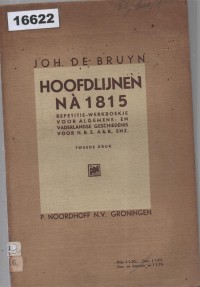 16622
JOH. DE BRUYN
HOOFDLIJNEN
NÀ 1815
REPETITIE-WERKBOEKJE
VOOR ALGEMENE- EN
VADERLANDSE GESCHIEDENIS
VOOR H. B. S., A & K, ENZ.
TWEEDE DRUK
P. NOORDHOFF N.V. GRONINGEN